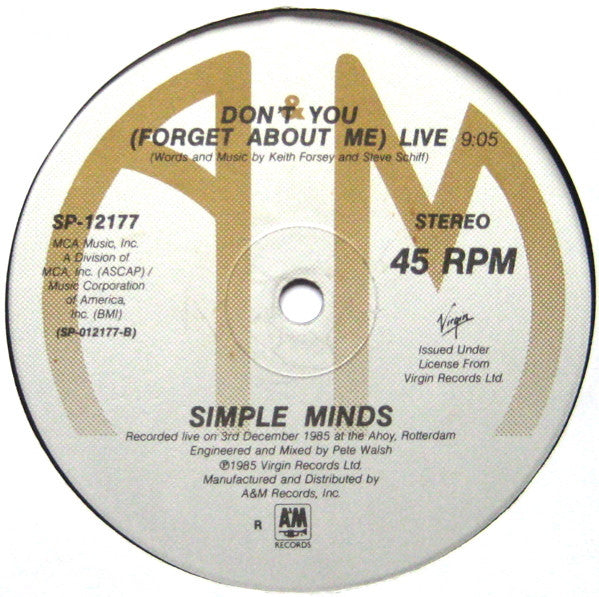 A&M
DON'T YOU
(FORGET ABOUT ME) LIVE 9:05
(Words and Music by Keith Forsey and Steve Schiff)
SP-12177
MCA Music, Inc.
A Division of
MCA, Inc. (ASCAP) /
Music Corporation
of America,
Inc. (BMI)
(SP-012177-B)
STEREO
45 RPM
Virgin
Issued Under
License From
Virgin Records Ltd.
SIMPLE MINDS
Recorded live on 3rd December 1985 at the Ahoy, Rotterdam
Engineered and Mixed by Pete Walsh
℗1985 Virgin Records Ltd.
Manufactured and Distributed by
A&M Records, Inc.
R
A&M
RECORDS